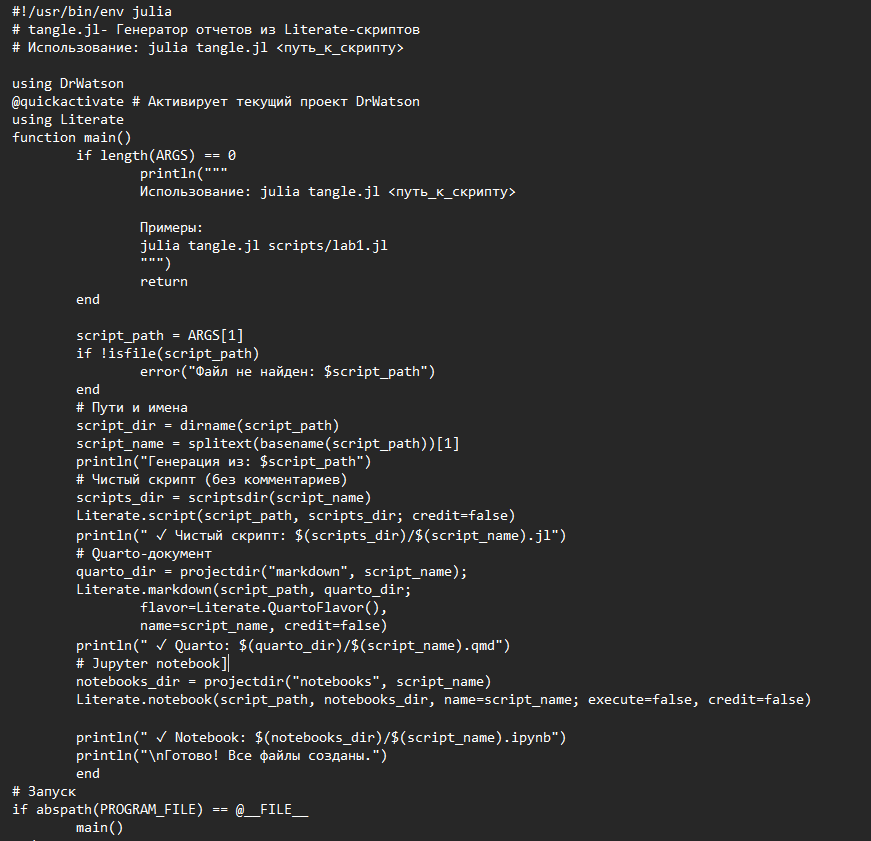 #!/usr/bin/env julia
# tangle.jl- Генератор отчетов из Literate-скриптов
# Использование: julia tangle.jl <путь_к_скрипту>
using DrWatson
@quickactivate # Активирует текущий проект DrWatson
using Literate
function main()
if length(ARGS) == 0
println("""
Использование: julia tangle.jl <путь_к_скрипту>
Примеры:
julia tangle.jl scripts/lab1.jl
""")
return
end
script_path = ARGS[1]
if !isfile(script_path)
error("Файл не найден: $script_path")
end
# Пути и имена
script_dir = dirname(script_path)
script_name = splitext(basename(script_path))[1]
println("Генерация из: $script_path")
# Чистый скрипт (без комментариев)
scripts_dir = scriptsdir(script_name)
Literate.script(script_path, scripts_dir; credit=false)
println(" ✓ Чистый скрипт: $(scripts_dir)/$(script_name).jl")
# Quarto-документ
quarto_dir = projectdir("markdown", script_name);
Literate.markdown(script_path, quarto_dir;
flavor=Literate.QuartoFlavor(),
name=script_name, credit=false)
println(" ✓ Quarto: $(quarto_dir)/$(script_name).qmd")
# Jupyter notebook]
notebooks_dir = projectdir("notebooks", script_name)
Literate.notebook(script_path, notebooks_dir, name=script_name; execute=false, credit=false)
println(" ✓ Notebook: $(notebooks_dir)/$(script_name).ipynb")
println("\nГотово! Все файлы созданы.")
end
# Запуск
if abspath(PROGRAM_FILE) == @__FILE__
main()